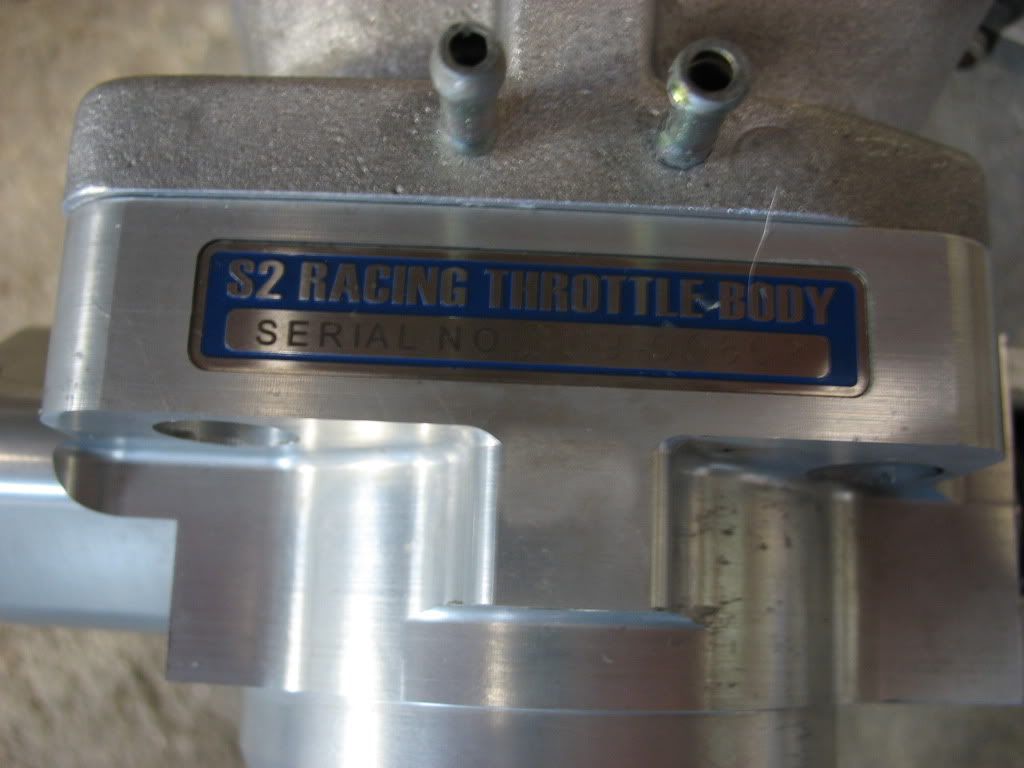 S2 RACING THROTTLE BODY
SERIAL NO